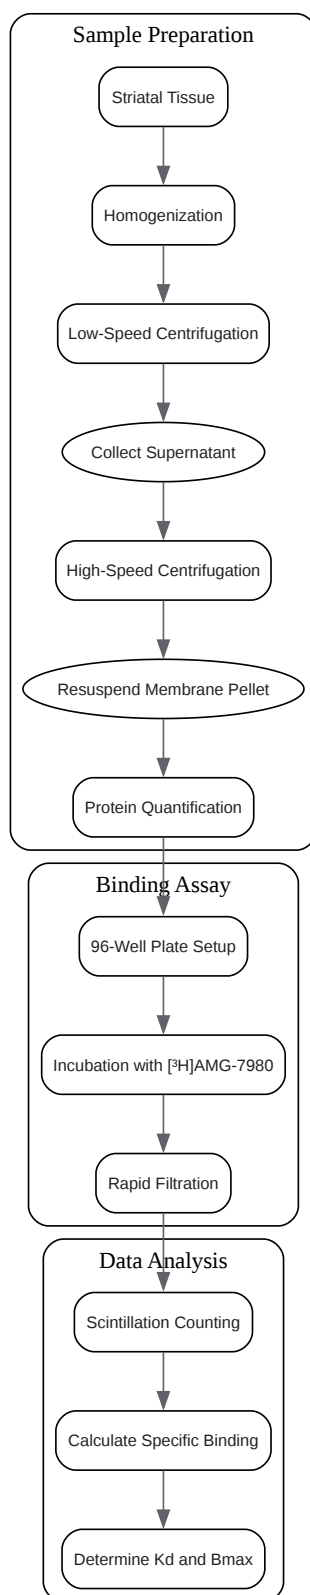 Sample Preparation
Striatal Tissue
Homogenization
Low-Speed Centrifugation
Collect Supernatant
High-Speed Centrifugation
Resuspend Membrane Pellet
Protein Quantification
Binding Assay
96-Well Plate Setup
Incubation with [³H]AMG-7980
Rapid Filtration
Data Analysis
Scintillation Counting
Calculate Specific Binding
Determine Kd and Bmax